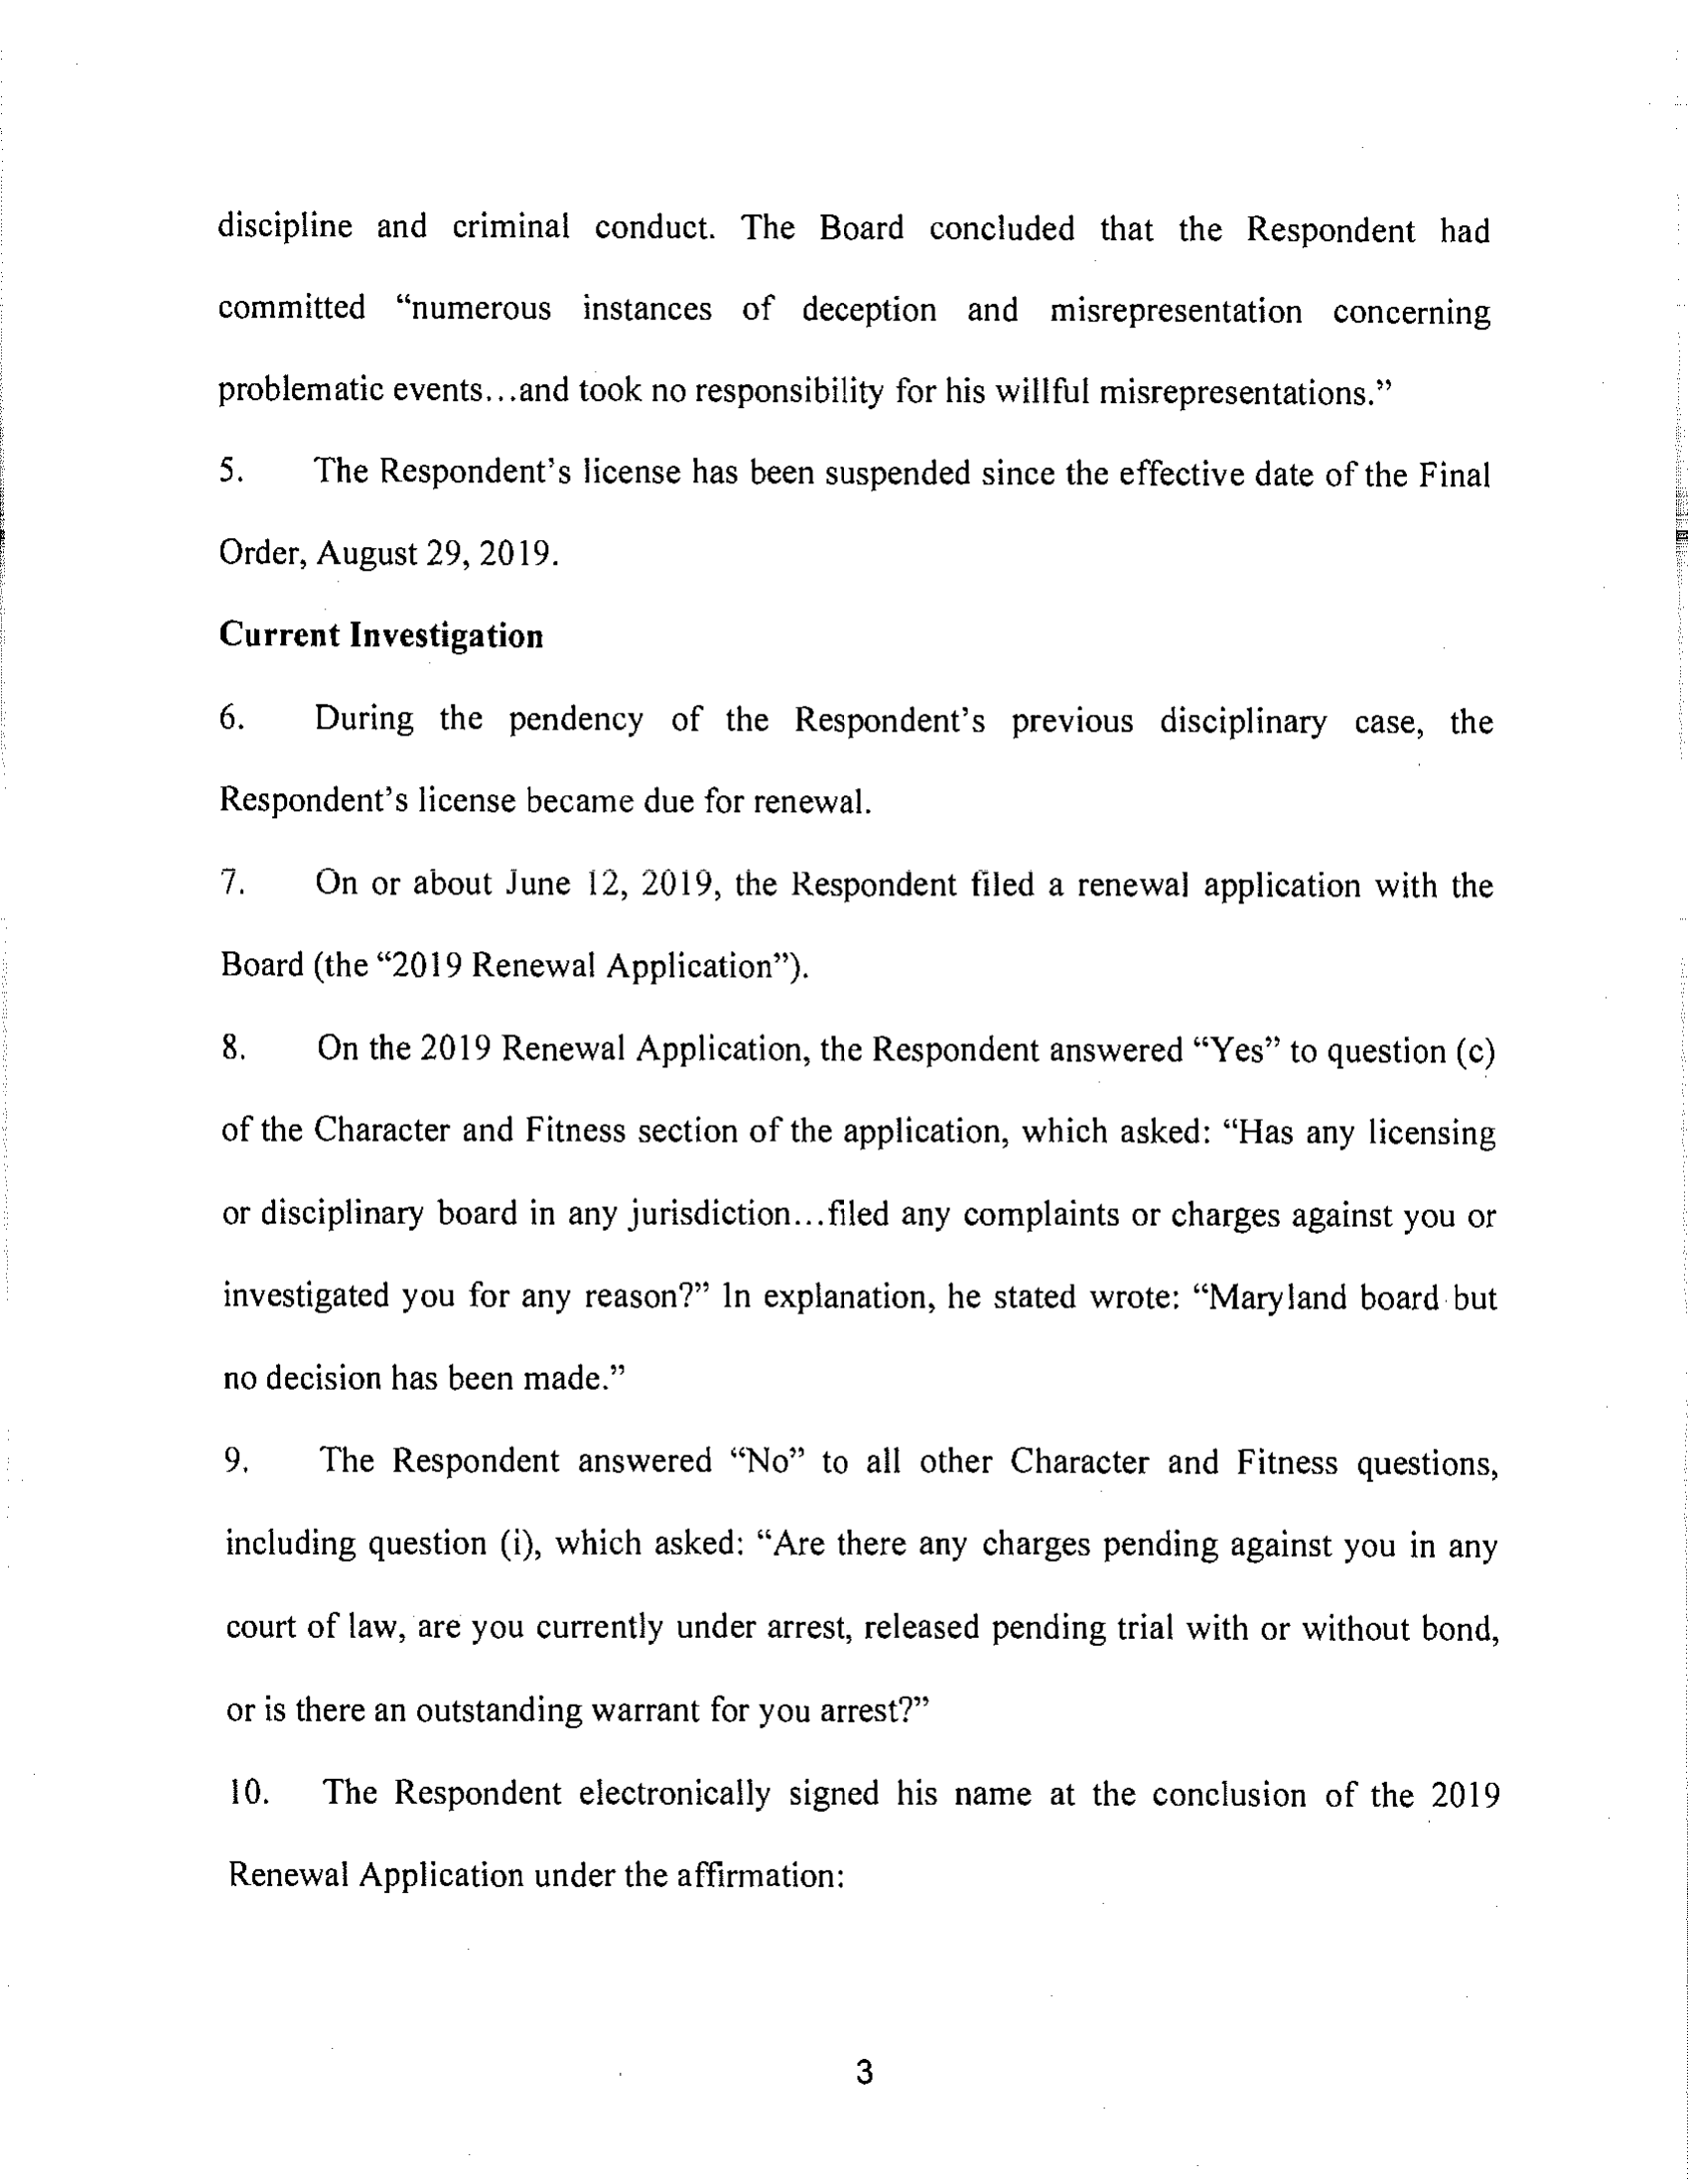 discipline and criminal conduct. The Board concluded that the Respondent had
committed “numerous instances of deception and misrepresentation concerning
problematic events...and took no responsibility for his willful misrepresentations.”
5. The Respondent’s license has been suspended since the effective date of the Final
Order, August 29, 2019.
Current Investigation
6. During the pendency of the Respondent’s previous disciplinary case, the
Respondent’s license became due for renewal.
7. On or about June 12, 2019, the Respondent filed a renewal application with the
Board (the “2019 Renewal Application”).
8. On the 2019 Renewal Application, the Respondent answered “Yes” to question (c)
of the Character and Fitness section of the application, which asked: “Has any licensing
or disciplinary board in any jurisdiction...filed any complaints or charges against you or
investigated you for any reason?” In explanation, he stated wrote: “Maryland board but
no decision has been made.”
9. The Respondent answered “No” to all other Character and Fitness questions,
including question (i), which asked: “Are there any charges pending against you in any
court of law, are you currently under arrest, released pending trial with or without bond,
or is there an outstanding warrant for you arrest?”
10. The Respondent electronically signed his name at the conclusion of the 2019
Renewal Application under the affirmation:
3